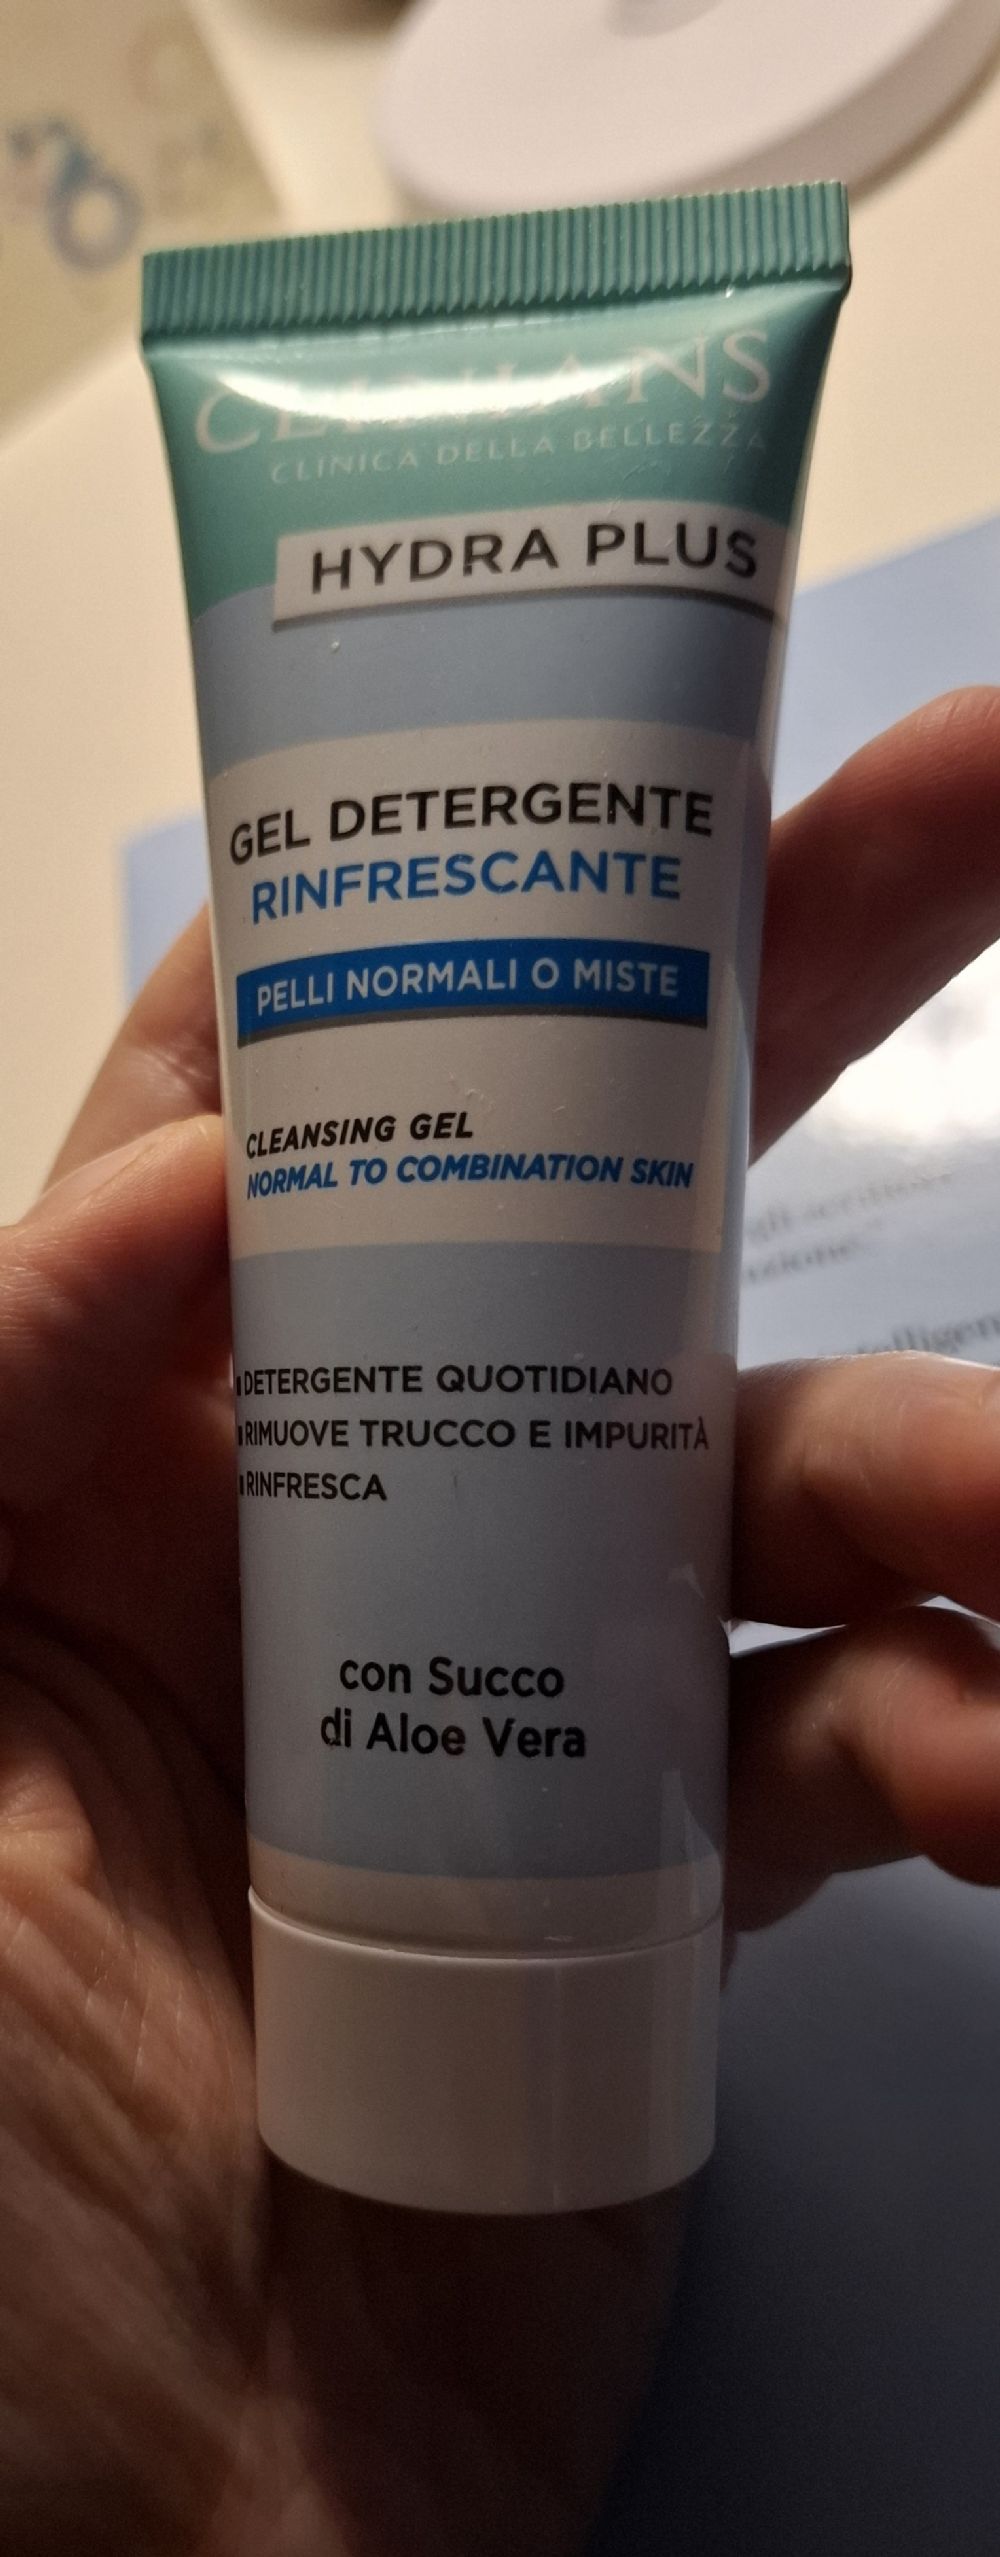 CLINIANS
CLINICA DELLA BELLEZZA
HYDRA PLUS
GEL DETERGENTE
RINFRESCANTE
PELLI NORMALI O MISTE
CLEANSING GEL
NORMAL TO COMBINATION SKIN
▪DETERGENTE QUOTIDIANO
▪RIMUOVE TRUCCO E IMPURITÀ
▪RINFRESCA
con Succo
di Aloe Vera